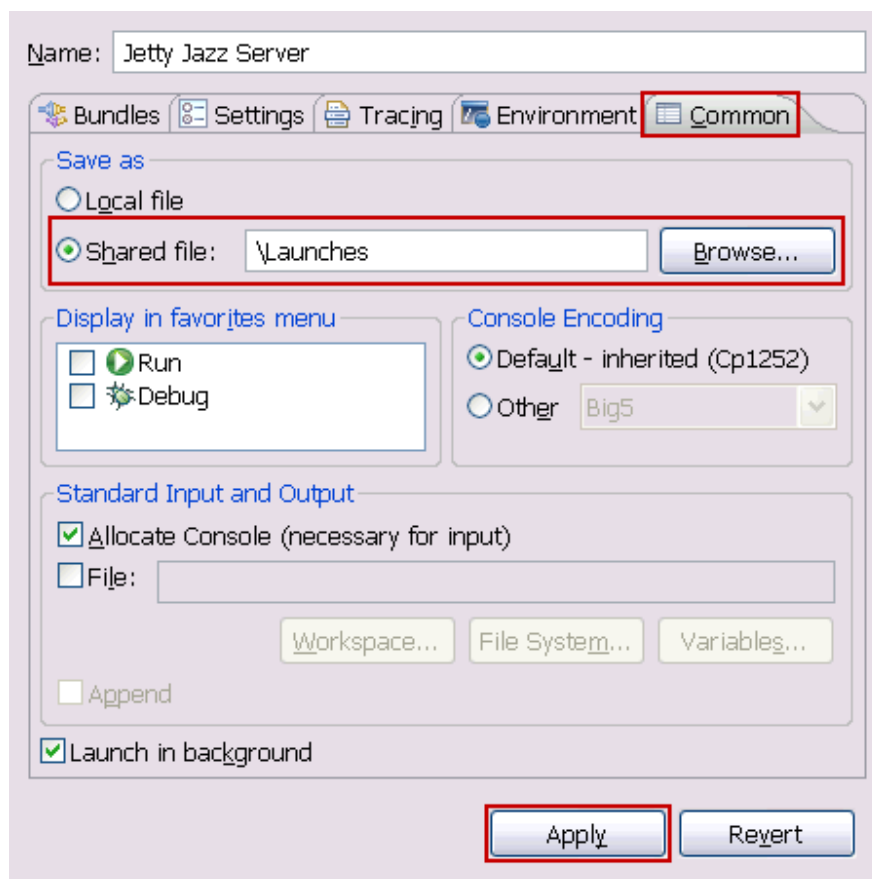 Name: Jetty Jazz Server
Bundles Settings Tracing Environment Common
Save as
Local file
Shared file: \Launches Browse...
Display in favorites menu Console Encoding
Run Default - inherited (Cp1252)
Debug Other Big5
Standard Input and Output
Allocate Console (necessary for input)
File:
Workspace... File System... Variables...
Append
Launch in background
Apply Revert